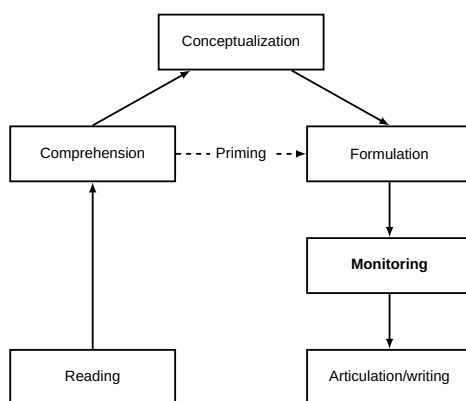 Conceptualization
Comprehension
Priming
Formulation
Monitoring
Reading
Articulation/writing